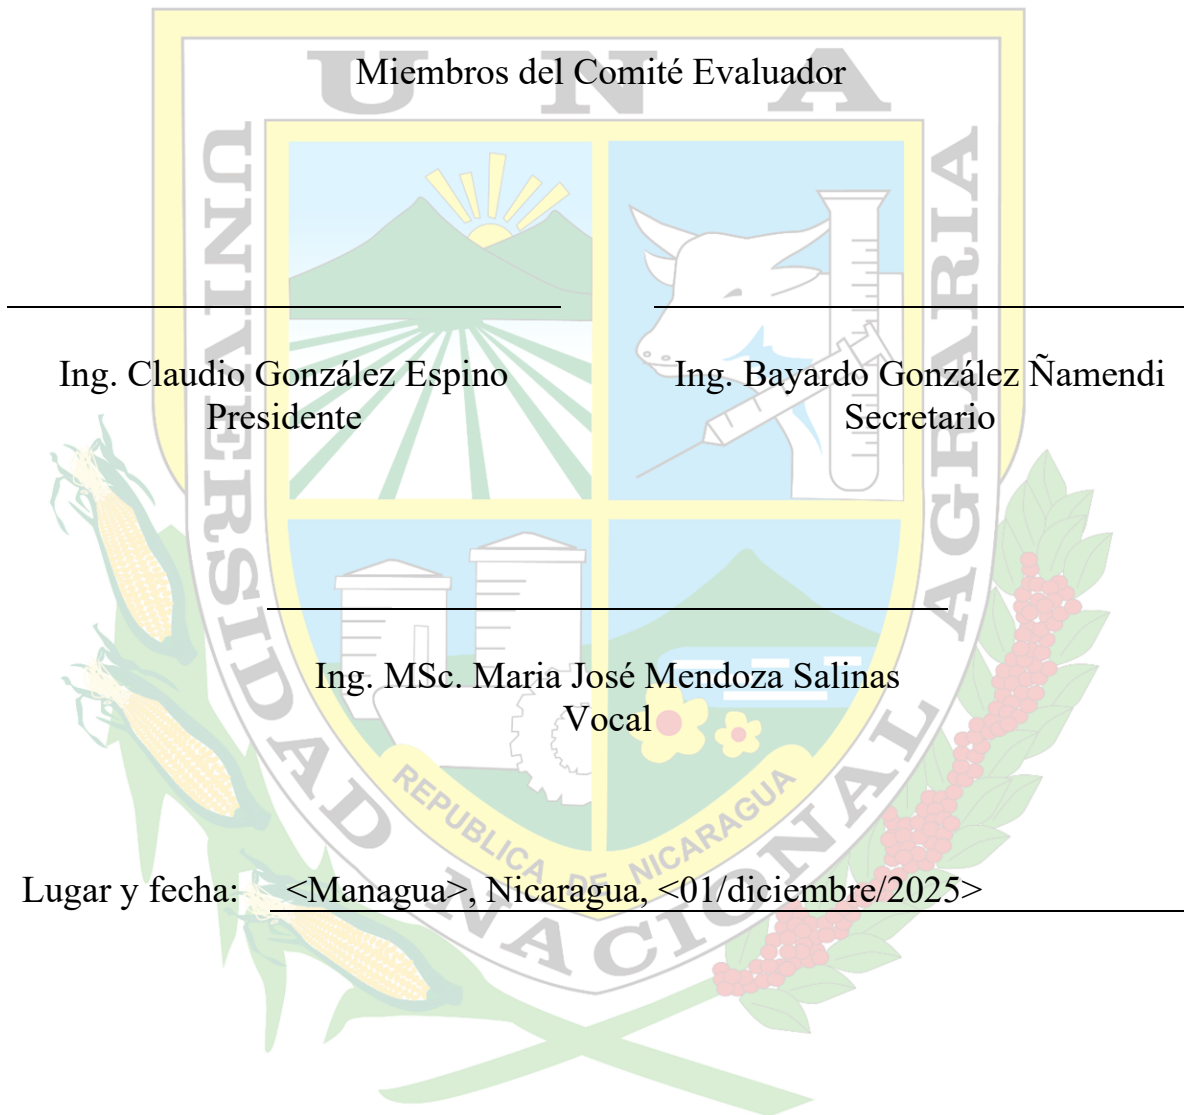 U N A
Miembros del Comité Evaluador
UNIVERSIDAD NACIONAL AGRARIA
Ing. Claudio González Espino
Presidente
Ing. Bayardo González Ñamendi
Secretario
Ing. MSc. Maria José Mendoza Salinas
Vocal
REPUBLICA DE NICARAGUA
Lugar y fecha: <Managua>, Nicaragua, <01/diciembre/2025>